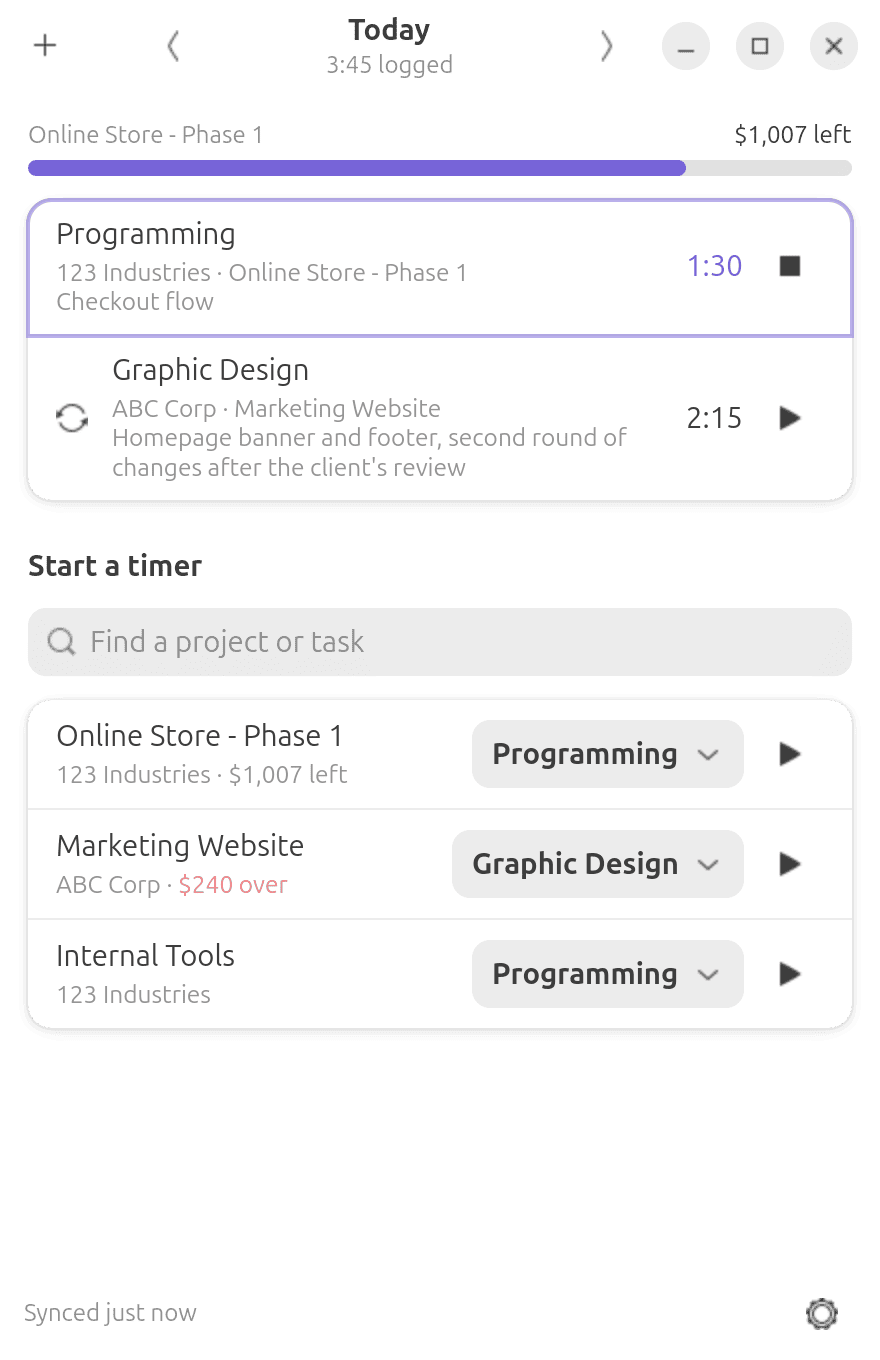 Today
3:45 logged
Online Store - Phase 1
$1,007 left
Programming
123 Industries · Online Store - Phase 1
Checkout flow
1:30
Graphic Design
ABC Corp · Marketing Website
Homepage banner and footer, second round of
changes after the client's review
2:15
Start a timer
Find a project or task
Online Store - Phase 1
123 Industries · $1,007 left
Programming
Marketing Website
ABC Corp · $240 over
Graphic Design
Internal Tools
123 Industries
Programming
Synced just now